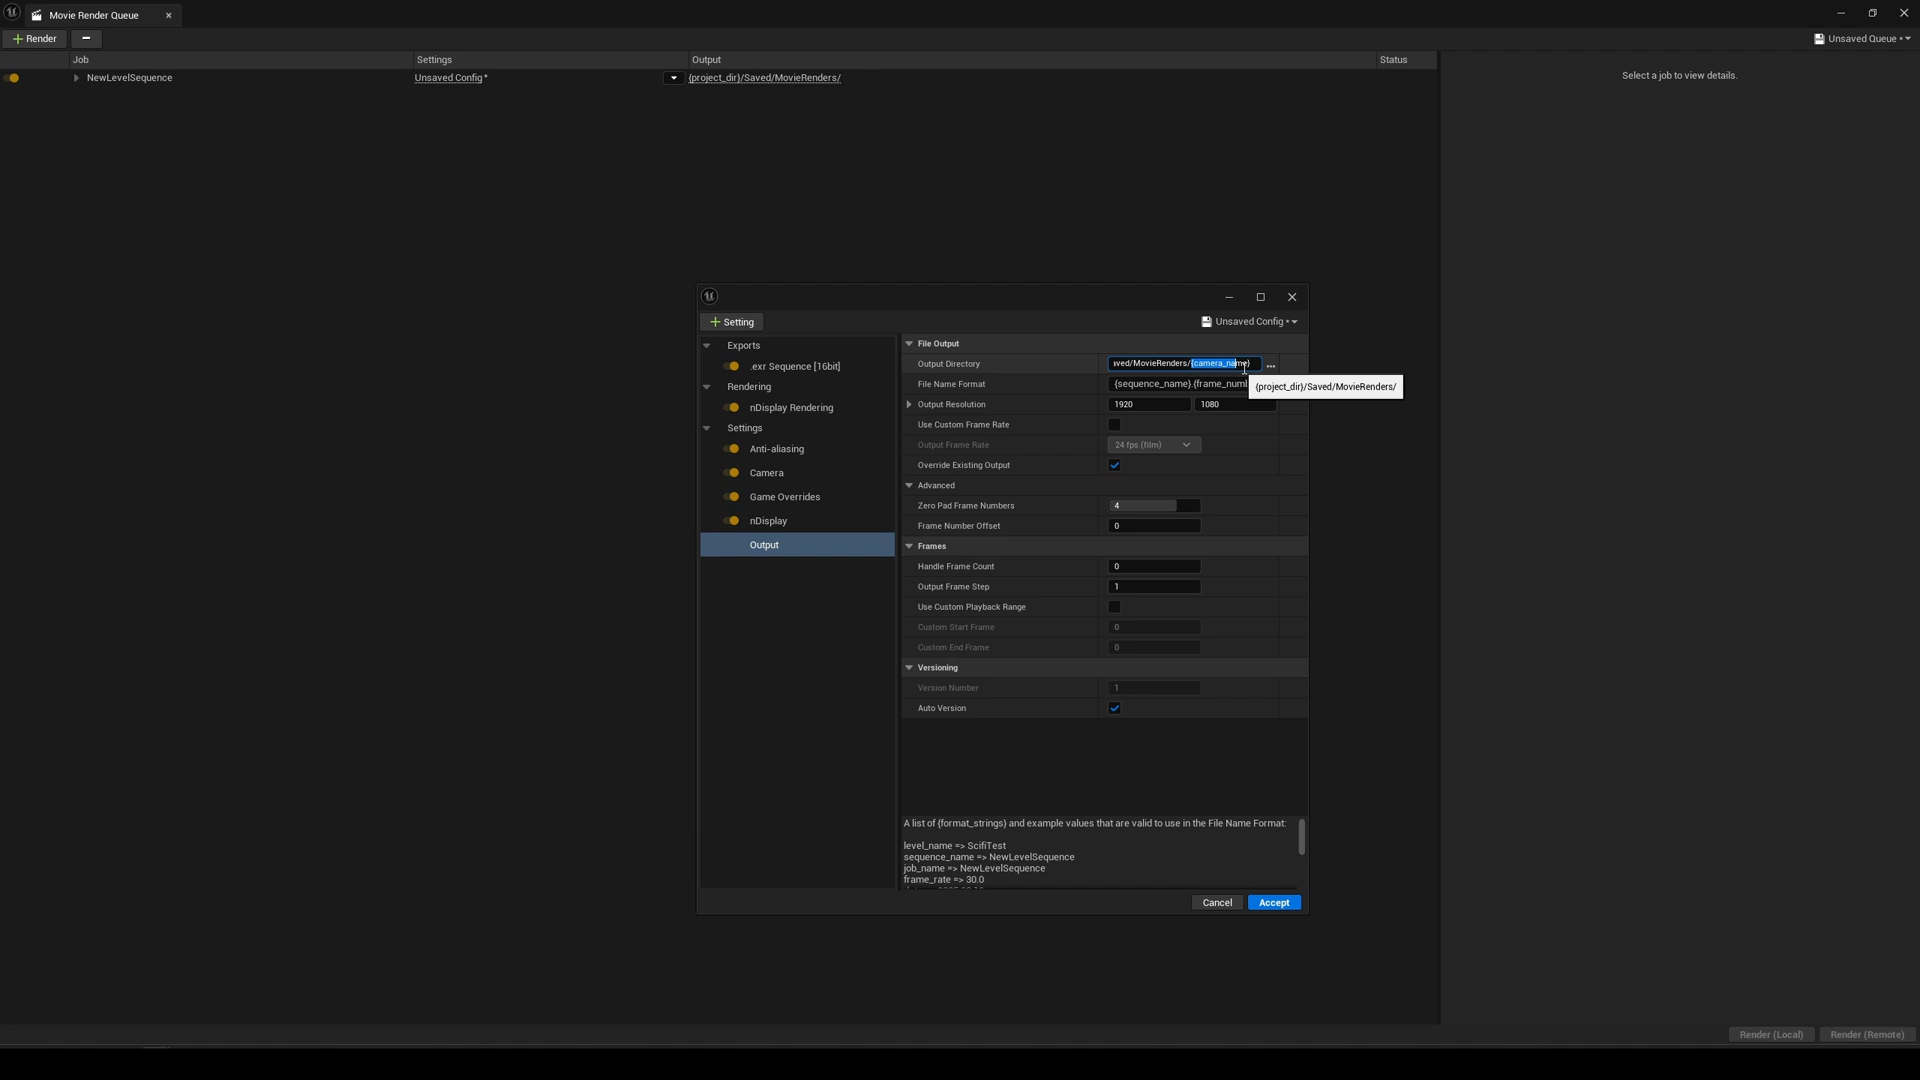 Movie Render Queue
Render
Unsaved Queue •
Job Settings Output Status
NewLevelSequence Unsaved Config* {project_dir}/Saved/MovieRenders/
Select a job to view details.
Setting
Unsaved Config •
Exports
.exr Sequence [16bit]
Rendering
nDisplay Rendering
Settings
Anti-aliasing
Camera
Game Overrides
nDisplay
Output
File Output
Output Directory ved/MovieRenders/{camera_name}
File Name Format {sequence_name}.{frame_numb
{project_dir}/Saved/MovieRenders/
Output Resolution 1920 1080
Use Custom Frame Rate
Output Frame Rate 24 fps (film)
Override Existing Output
Advanced
Zero Pad Frame Numbers 4
Frame Number Offset 0
Frames
Handle Frame Count 0
Output Frame Step 1
Use Custom Playback Range
Custom Start Frame 0
Custom End Frame 0
Versioning
Version Number 1
Auto Version
A list of {format_strings} and example values that are valid to use in the File Name Format:
level_name => ScifiTest
sequence_name => NewLevelSequence
job_name => NewLevelSequence
frame_rate => 30.0
Cancel Accept
Render (Local) Render (Remote)